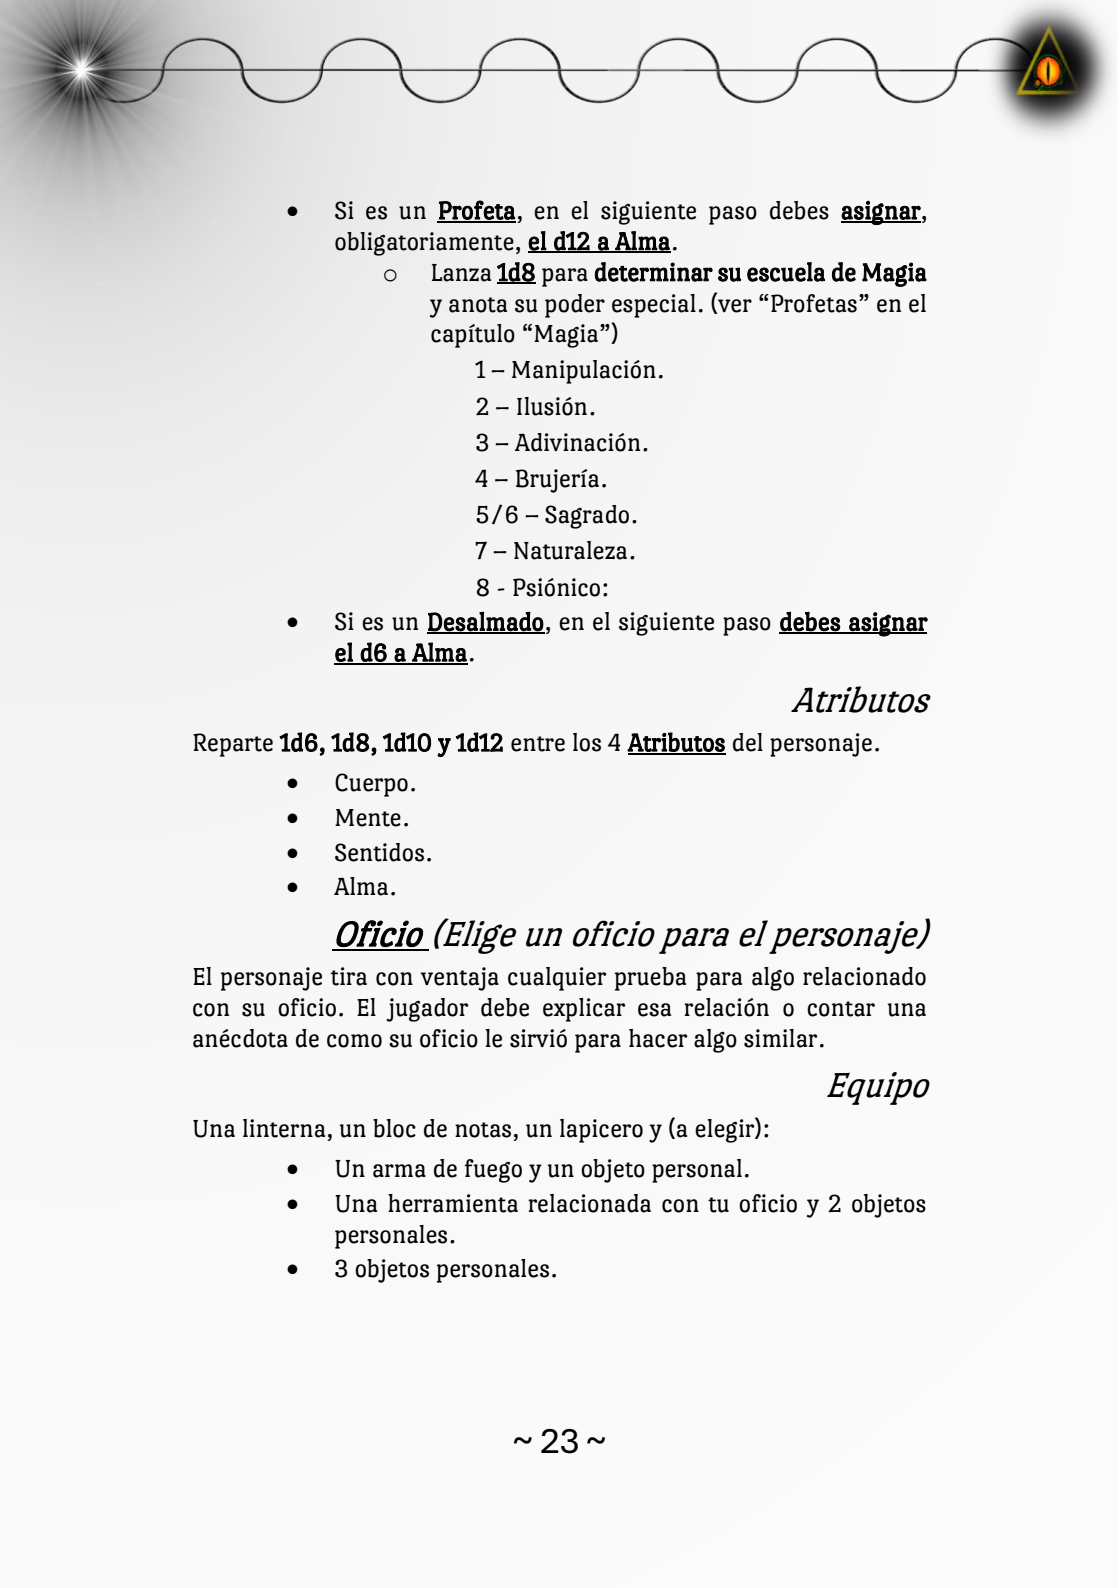 • Si es un Profeta, en el siguiente paso debes asignar,
obligatoriamente, el d12 a Alma.
o Lanza 1d8 para determinar su escuela de Magia
y anota su poder especial. (ver “Profetas” en el
capítulo “Magia”)
1 – Manipulación.
2 – Ilusión.
3 – Adivinación.
4 – Brujería.
5/6 – Sagrado.
7 – Naturaleza.
8 - Psiónico:
• Si es un Desalmado, en el siguiente paso debes asignar
el d6 a Alma.
Atributos
Reparte 1d6, 1d8, 1d10 y 1d12 entre los 4 Atributos del personaje.
• Cuerpo.
• Mente.
• Sentidos.
• Alma.
Oficio (Elige un oficio para el personaje)
El personaje tira con ventaja cualquier prueba para algo relacionado
con su oficio. El jugador debe explicar esa relación o contar una
anécdota de como su oficio le sirvió para hacer algo similar.
Equipo
Una linterna, un bloc de notas, un lapicero y (a elegir):
• Un arma de fuego y un objeto personal.
• Una herramienta relacionada con tu oficio y 2 objetos
personales.
• 3 objetos personales.
~ 23 ~